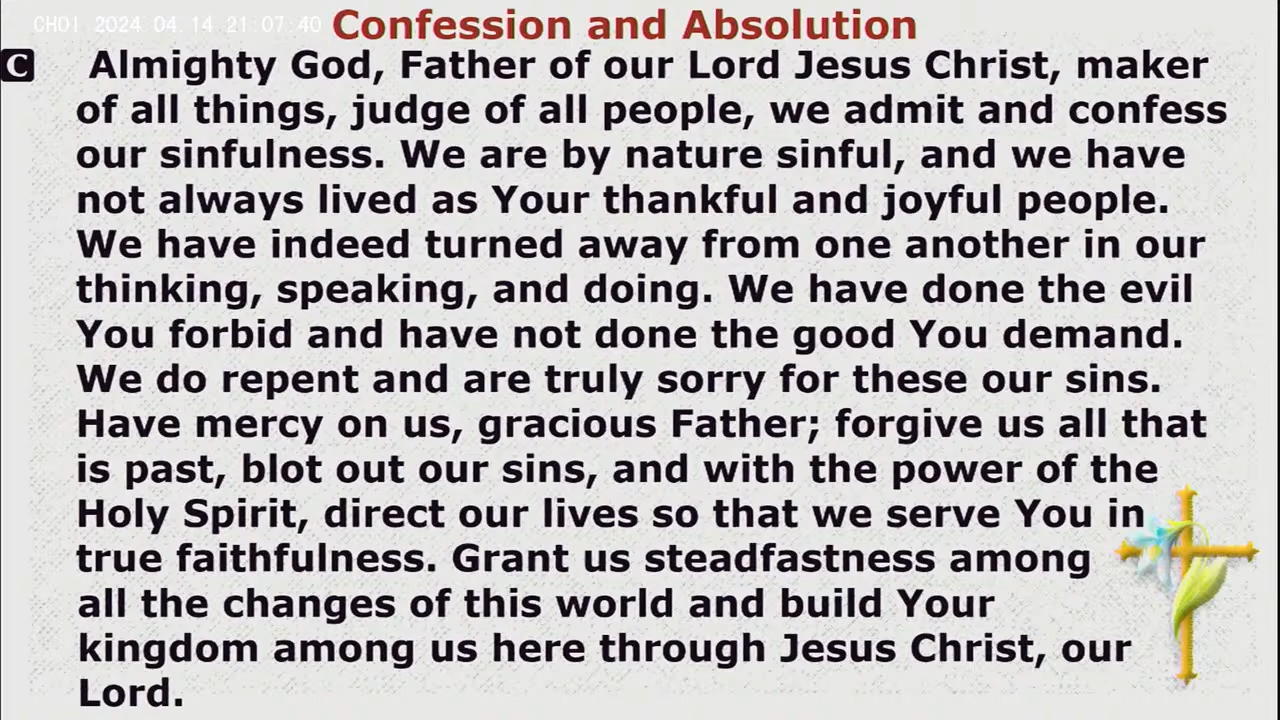 CH01 2024.04.14 21:07:40
Confession and Absolution
C Almighty God, Father of our Lord Jesus Christ, maker
of all things, judge of all people, we admit and confess
our sinfulness. We are by nature sinful, and we have
not always lived as Your thankful and joyful people.
We have indeed turned away from one another in our
thinking, speaking, and doing. We have done the evil
You forbid and have not done the good You demand.
We do repent and are truly sorry for these our sins.
Have mercy on us, gracious Father; forgive us all that
is past, blot out our sins, and with the power of the
Holy Spirit, direct our lives so that we serve You in
true faithfulness. Grant us steadfastness among
all the changes of this world and build Your
kingdom among us here through Jesus Christ, our
Lord.